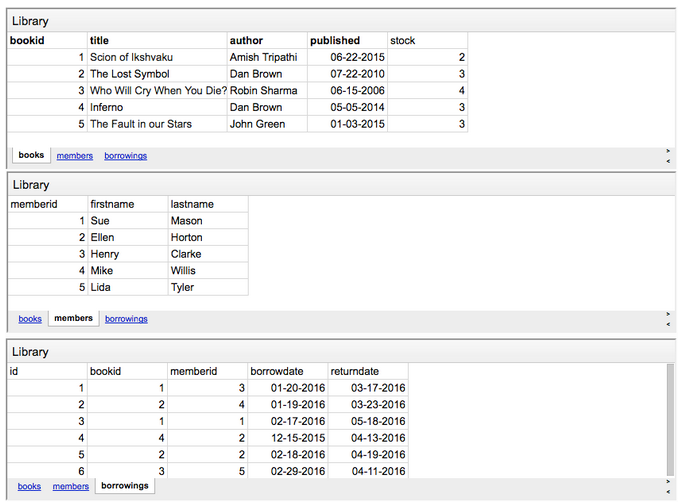 Library
bookid title author published stock
1 Scion of Ikshvaku Amish Tripathi 06-22-2015 2
2 The Lost Symbol Dan Brown 07-22-2010 3
3 Who Will Cry When You Die? Robin Sharma 06-15-2006 4
4 Inferno Dan Brown 05-05-2014 3
5 The Fault in our Stars John Green 01-03-2015 3
books members borrowings
Library
memberid firstname lastname
1 Sue Mason
2 Ellen Horton
3 Henry Clarke
4 Mike Willis
5 Lida Tyler
books members borrowings
Library
id bookid memberid borrowdate returndate
1 1 3 01-20-2016 03-17-2016
2 2 4 01-19-2016 03-23-2016
3 1 1 02-17-2016 05-18-2016
4 4 2 12-15-2015 04-13-2016
5 2 2 02-18-2016 04-19-2016
6 3 5 02-29-2016 04-11-2016
books members borrowings